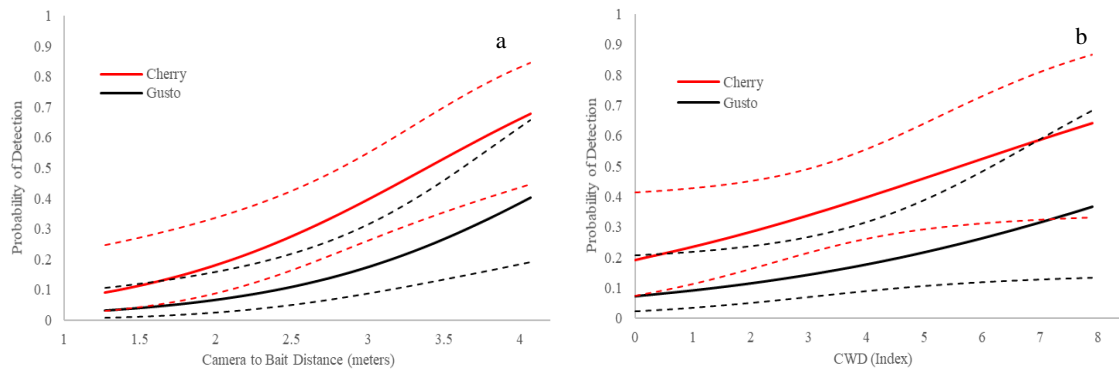 a
1
0.9
0.8
0.7
0.6
0.5
0.4
0.3
0.2
0.1
0
Probability of Detection
Cherry
Gusto
1 1.5 2 2.5 3 3.5 4
Camera to Bait Distance (meters)
b
1
0.9
0.8
0.7
0.6
0.5
0.4
0.3
0.2
0.1
0
Probability of Detection
Cherry
Gusto
0 1 2 3 4 5 6 7 8
CWD (Index)